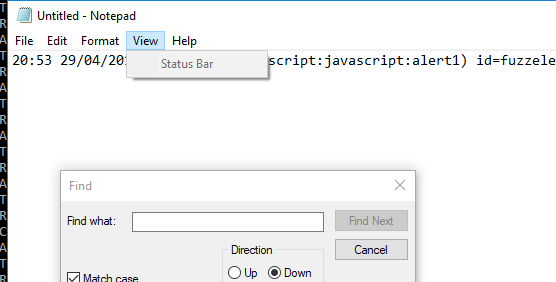 Untitled - Notepad
File Edit Format View Help
20:53 29/04/20 script:javascript:alert1) id=fuzzele
Status Bar
Find
Find what: Find Next
Cancel
Direction
Match case Up Down